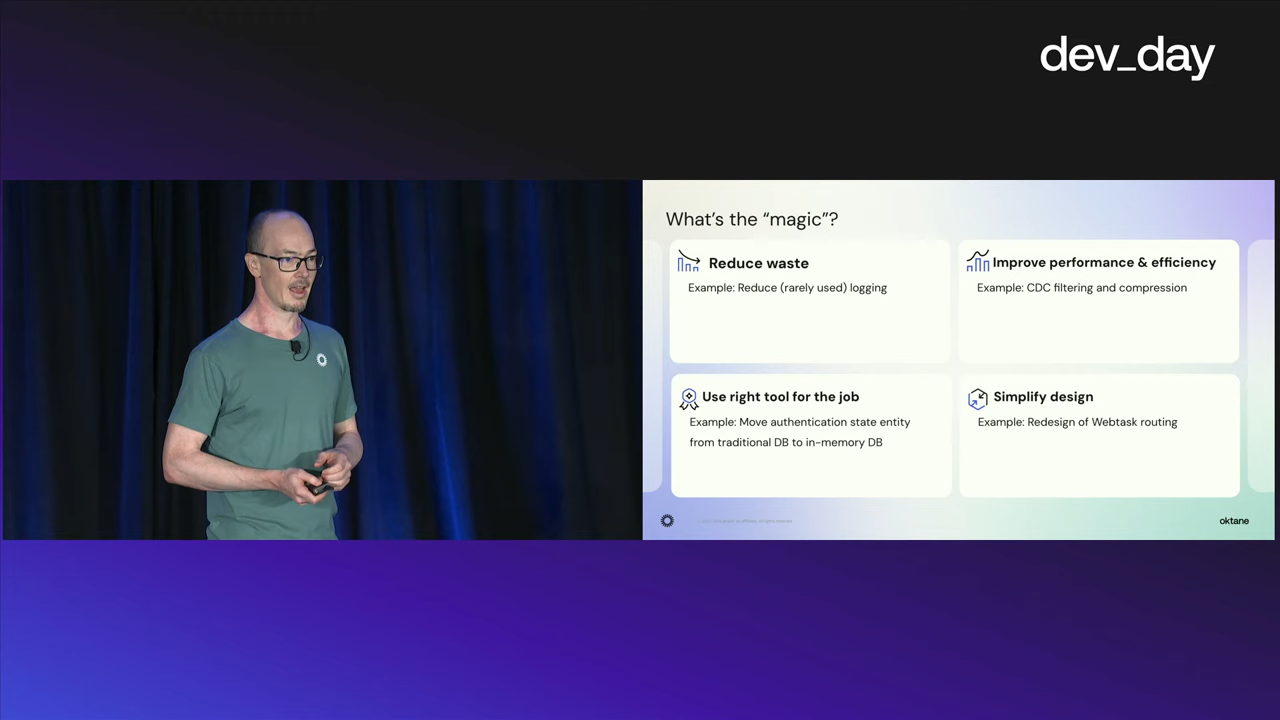 dev_day
What's the “magic”?
Reduce waste
Example: Reduce (rarely used) logging
Improve performance & efficiency
Example: CDC filtering and compression
Use right tool for the job
Example: Move authentication state entity
from traditional DB to in-memory DB
Simplify design
Example: Redesign of Webtask routing
oktane